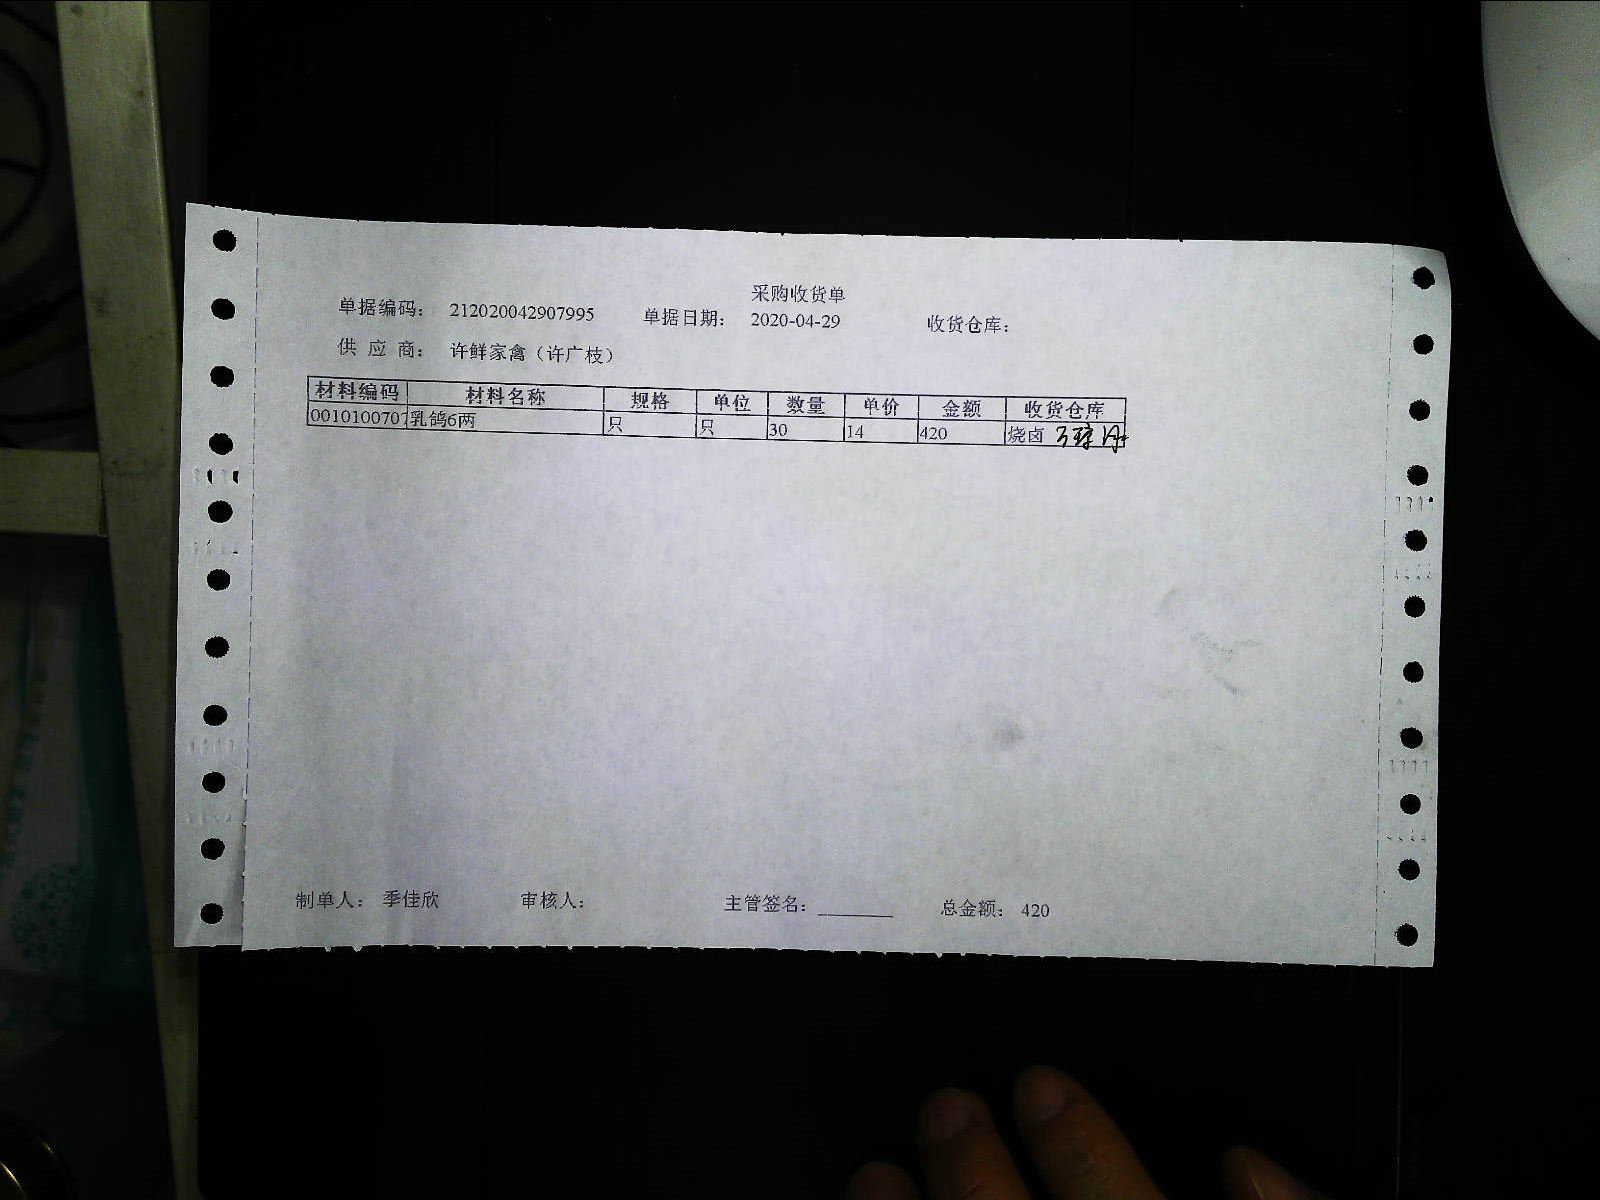 采购收货单
单据编码： 212020042907995 单据日期： 2020-04-29 收货仓库：
供 应 商： 许鲜家禽（许广枝）
材料编码 材料名称 规格 单位 数量 单价 金额 收货仓库
001010070 乳鸽6两 只 只 30 14 420 烧卤
制单人： 季佳欣 审核人： 主管签名：________ 总金额： 420